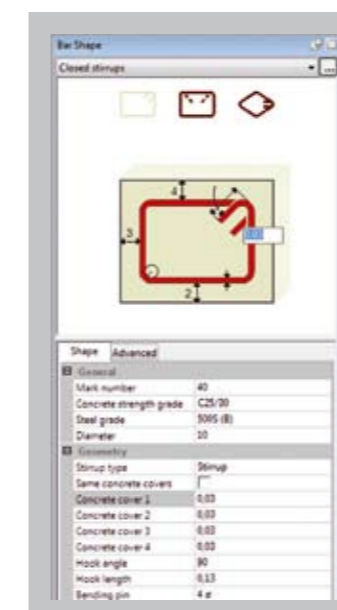 Bar Shape
Closed stirrups
...
4
3
2
Shape Advanced
General
Mark number 40
Concrete strength grade C25/30
Steel grade 500S (B)
Diameter 10
Geometry
Stirrup type Stirrup
Same concrete covers
Concrete cover 1 0,03
Concrete cover 2 0,03
Concrete cover 3 0,03
Concrete cover 4 0,03
Hook angle 90
Hook length 0,13
Bending pin 4 ø